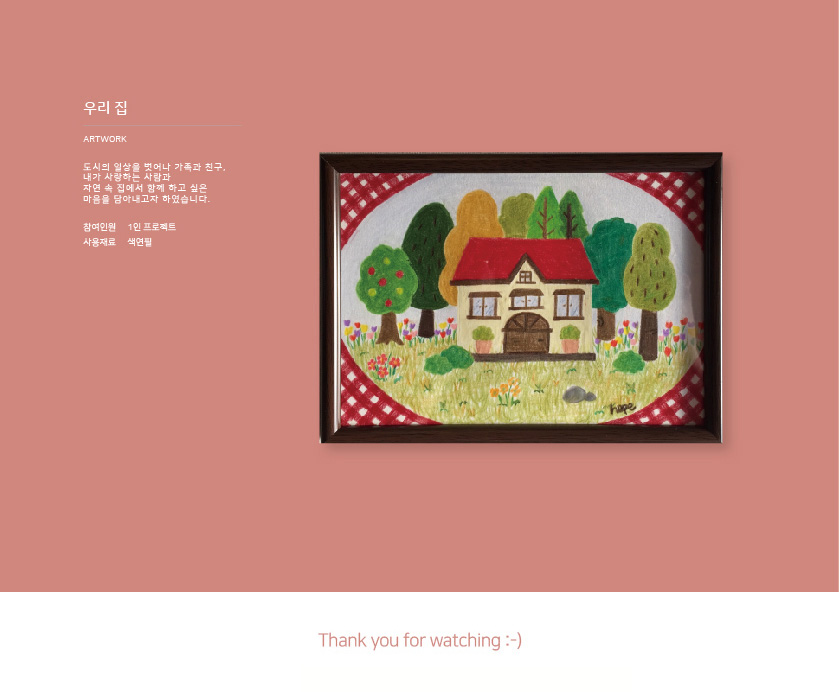 우리 집
ARTWORK
도시의 일상을 벗어나 가족과 친구,
내가 사랑하는 사람과
자연 속 집에서 함께 하고 싶은
마음을 담아내고자 하였습니다.
참여인원 1인 프로젝트
사용재료 색연필
hope
Thank you for watching :-)